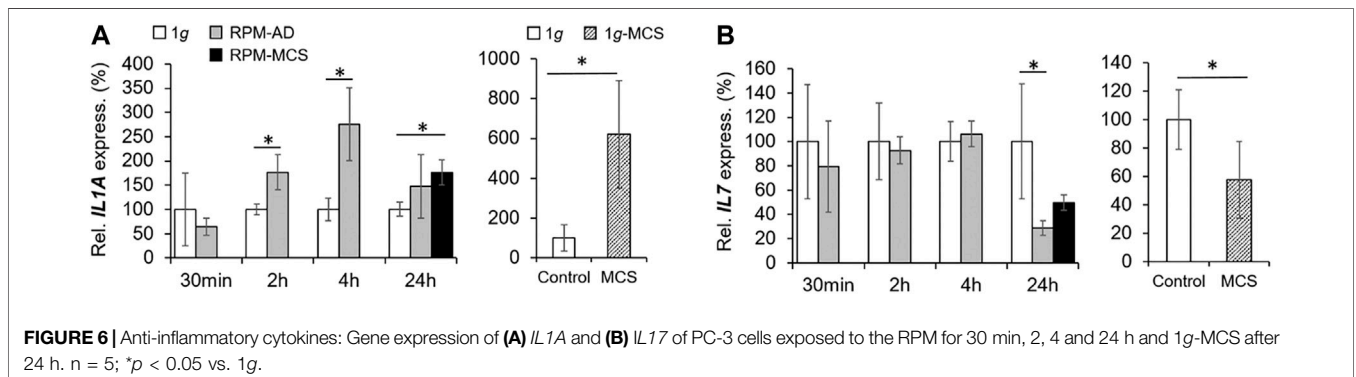 A
1g RPM-AD
RPM-MCS
Rel. IL1A express. (%)
400
350
300
250
200
150
100
50
0
*
*
*
30min 2h 4h 24h
1g 1g-MCS
1000
800
600
400
200
0
*
Control MCS
B
Rel. IL7 express. (%)
160
140
120
100
80
60
40
20
0
*
30min 2h 4h 24h
140
120
100
80
60
40
20
0
*
Control MCS
FIGURE 6 | Anti-inflammatory cytokines: Gene expression of (A) IL1A and (B) IL17 of PC-3 cells exposed to the RPM for 30 min, 2, 4 and 24 h and 1g-MCS after
24 h. n = 5; *p < 0.05 vs. 1g.